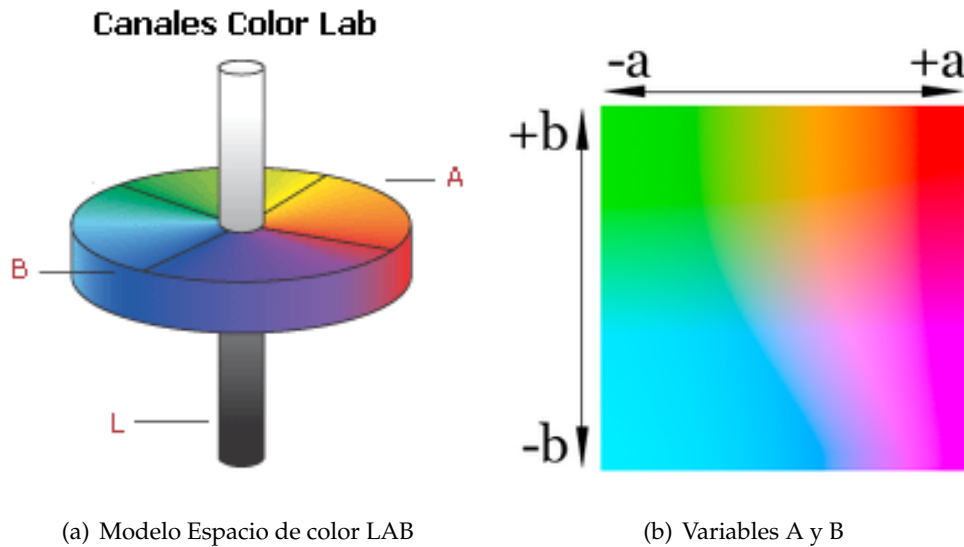 Canales Color Lab
A
B
L
-a
+a
+b
-b
(a) Modelo Espacio de color LAB
(b) Variables A y B